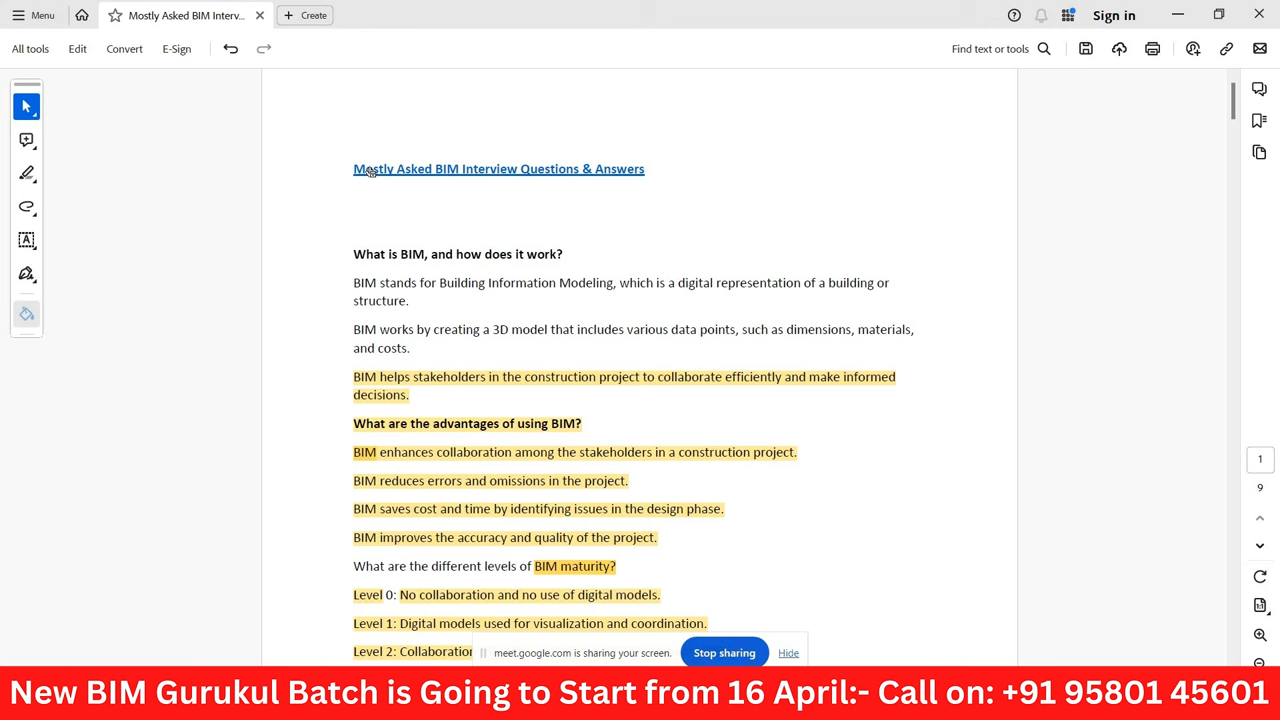 Menu
Mostly Asked BIM Interv...
Create
Sign in
All tools
Edit
Convert
E-Sign
Find text or tools
Mostly Asked BIM Interview Questions & Answers
What is BIM, and how does it work?
BIM stands for Building Information Modeling, which is a digital representation of a building or
structure.
BIM works by creating a 3D model that includes various data points, such as dimensions, materials,
and costs.
BIM helps stakeholders in the construction project to collaborate efficiently and make informed
decisions.
What are the advantages of using BIM?
BIM enhances collaboration among the stakeholders in a construction project.
BIM reduces errors and omissions in the project.
BIM saves cost and time by identifying issues in the design phase.
BIM improves the accuracy and quality of the project.
What are the different levels of BIM maturity?
Level 0: No collaboration and no use of digital models.
Level 1: Digital models used for visualization and coordination.
Level 2: Collaboration
meet.google.com is sharing your screen.
Stop sharing
Hide
1
9
New BIM Gurukul Batch is Going to Start from 16 April:- Call on: +91 95801 45601